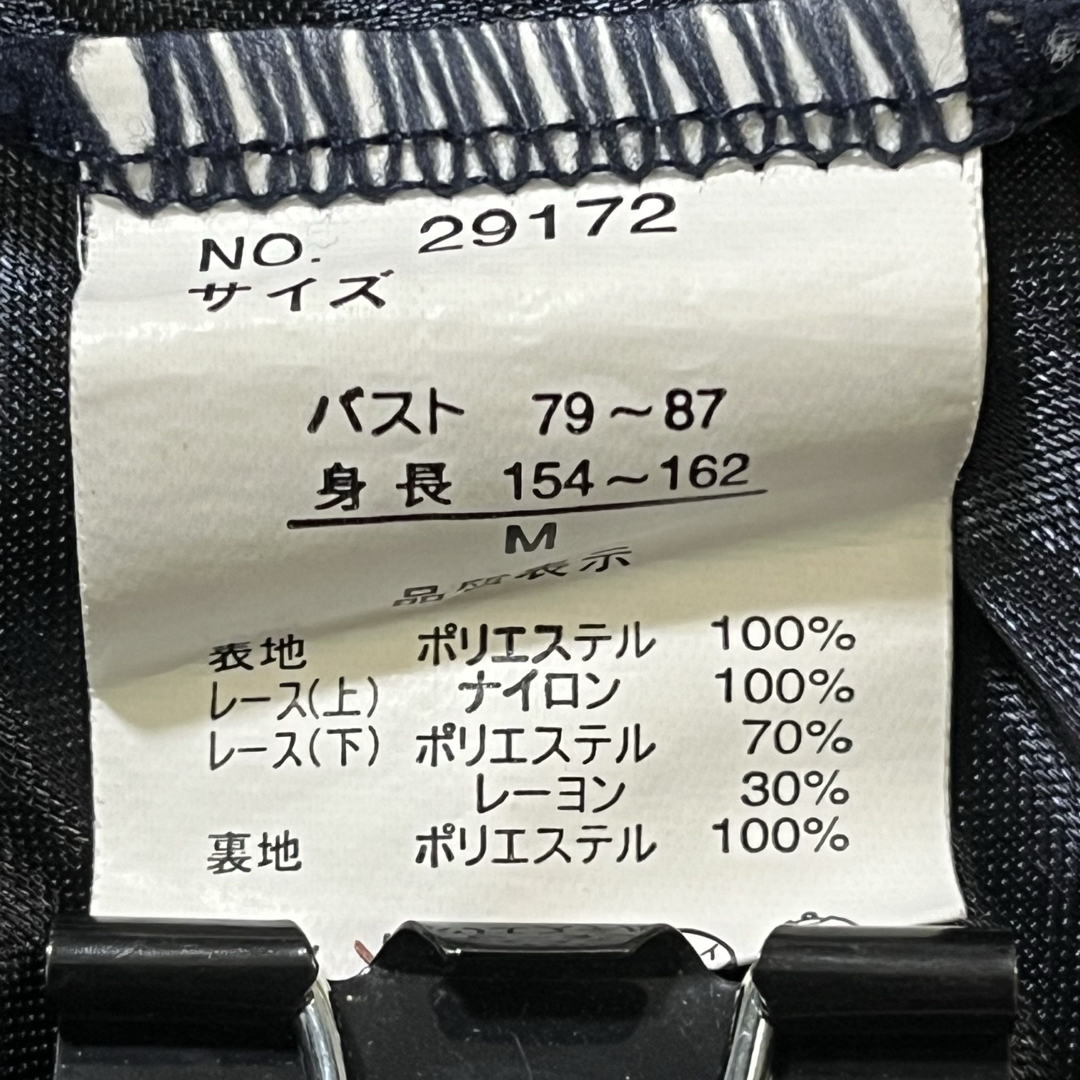 NO. 29172
サイズ
バスト 79～87
身長 154～162
M
品質表示
表地 ポリエステル 100%
レース(上) ナイロン 100%
レース(下) ポリエステル 70%
レーヨン 30%
裏地 ポリエステル 100%